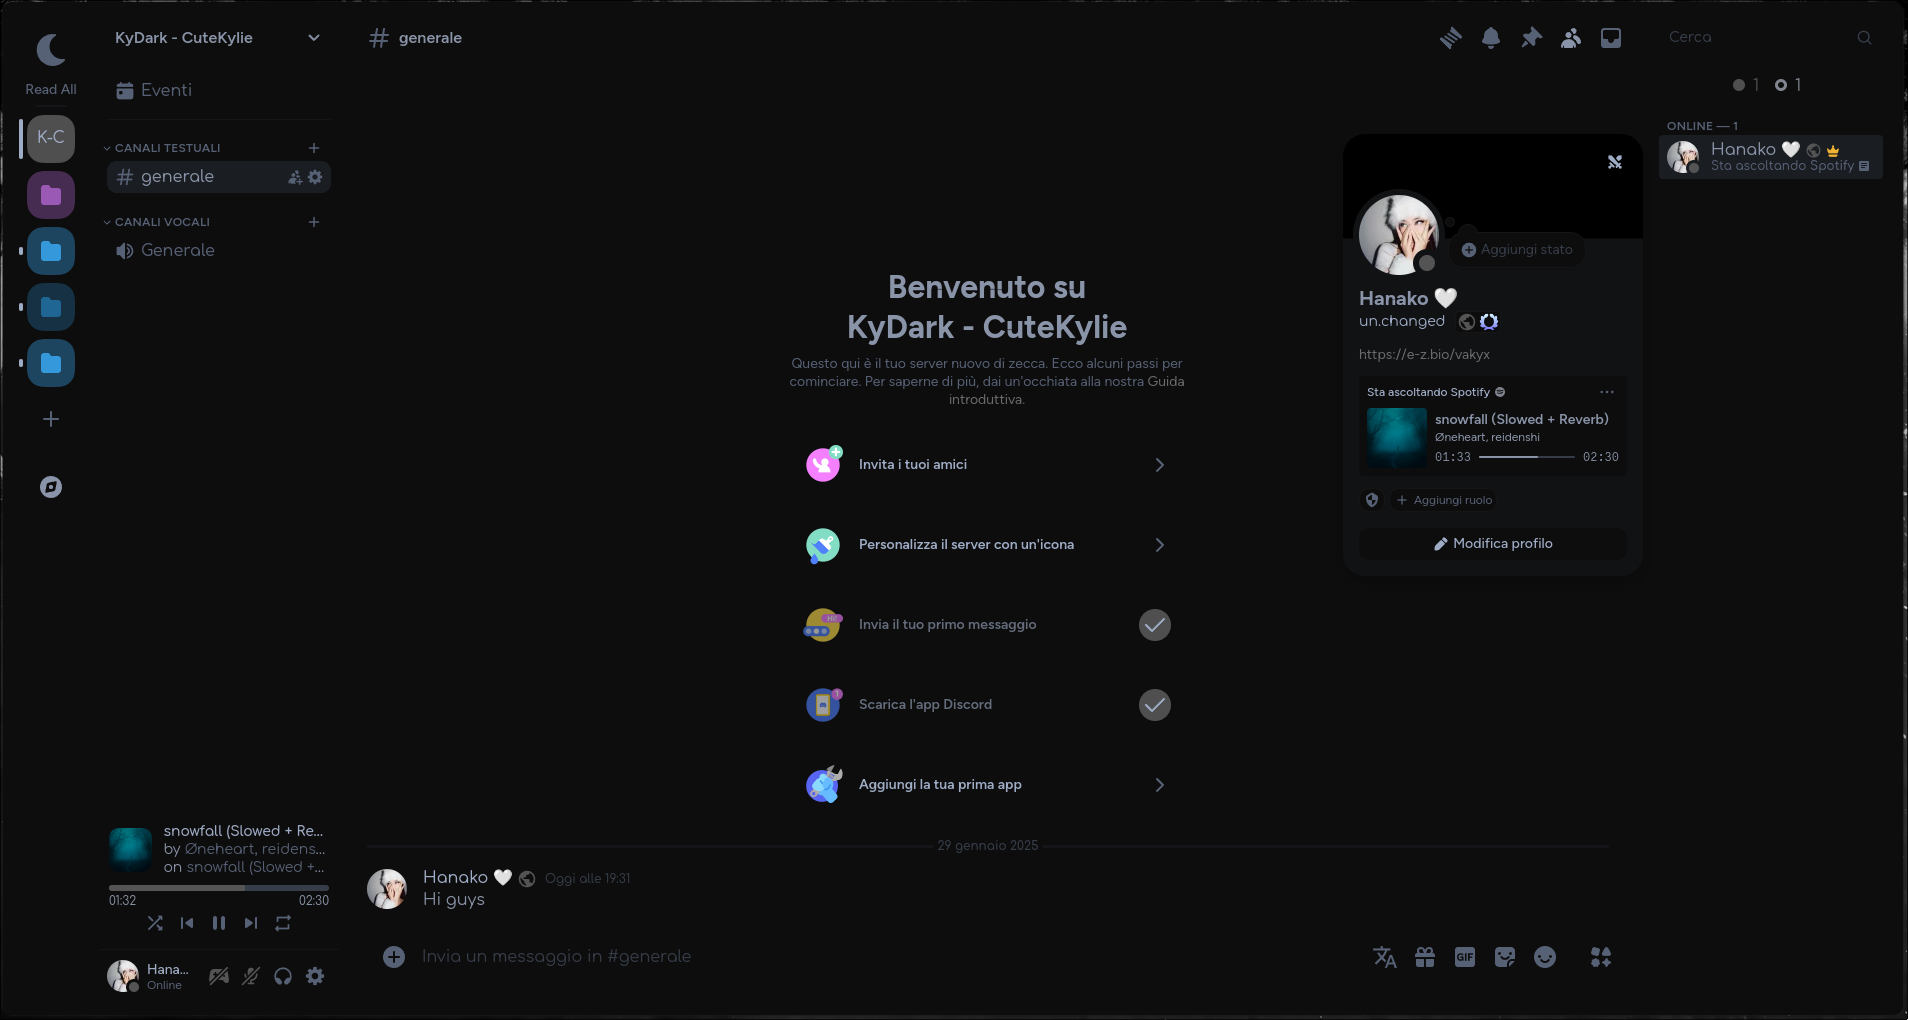 Read All
K-C
KyDark - CuteKylie
Eventi
CANALI TESTUALI
generale
CANALI VOCALI
Generale
snowfall (Slowed + Re...
by Øneheart, reidens...
on snowfall (Slowed +...
01:32 02:30
Hana...
Online
generale
Benvenuto su
KyDark - CuteKylie
Questo qui è il tuo server nuovo di zecca. Ecco alcuni passi per
cominciare. Per saperne di più, dai un'occhiata alla nostra Guida
introduttiva.
Invita i tuoi amici
Personalizza il server con un'icona
Invia il tuo primo messaggio
Scarica l'app Discord
Aggiungi la tua prima app
29 gennaio 2025
Hanako 🤍 Oggi alle 19:31
Hi guys
Invia un messaggio in #generale
GIF
Aggiungi stato
Hanako 🤍
un.changed
https://e-z.bio/vakyx
Sta ascoltando Spotify
snowfall (Slowed + Reverb)
Øneheart, reidenshi
01:33 02:30
Aggiungi ruolo
Modifica profilo
Cerca
1 1
ONLINE — 1
Hanako 🤍
Sta ascoltando Spotify